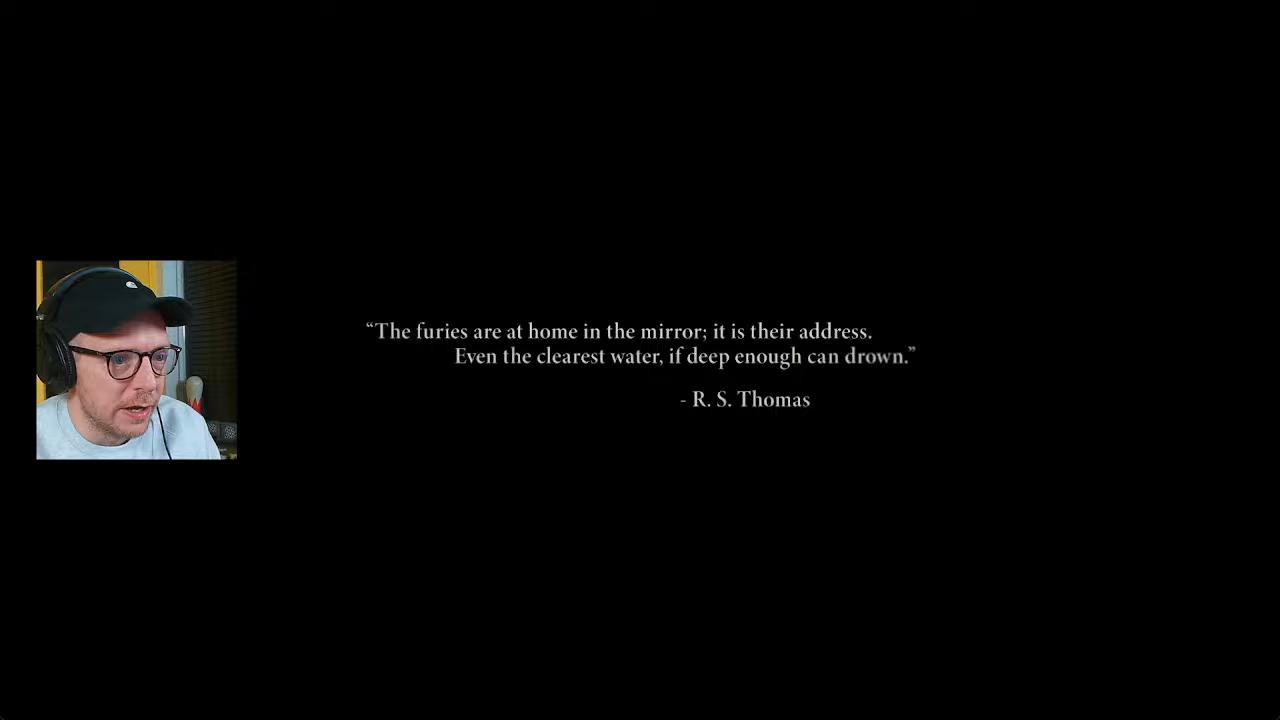 “The furies are at home in the mirror; it is their address.
Even the clearest water, if deep enough can drown.”
- R. S. Thomas